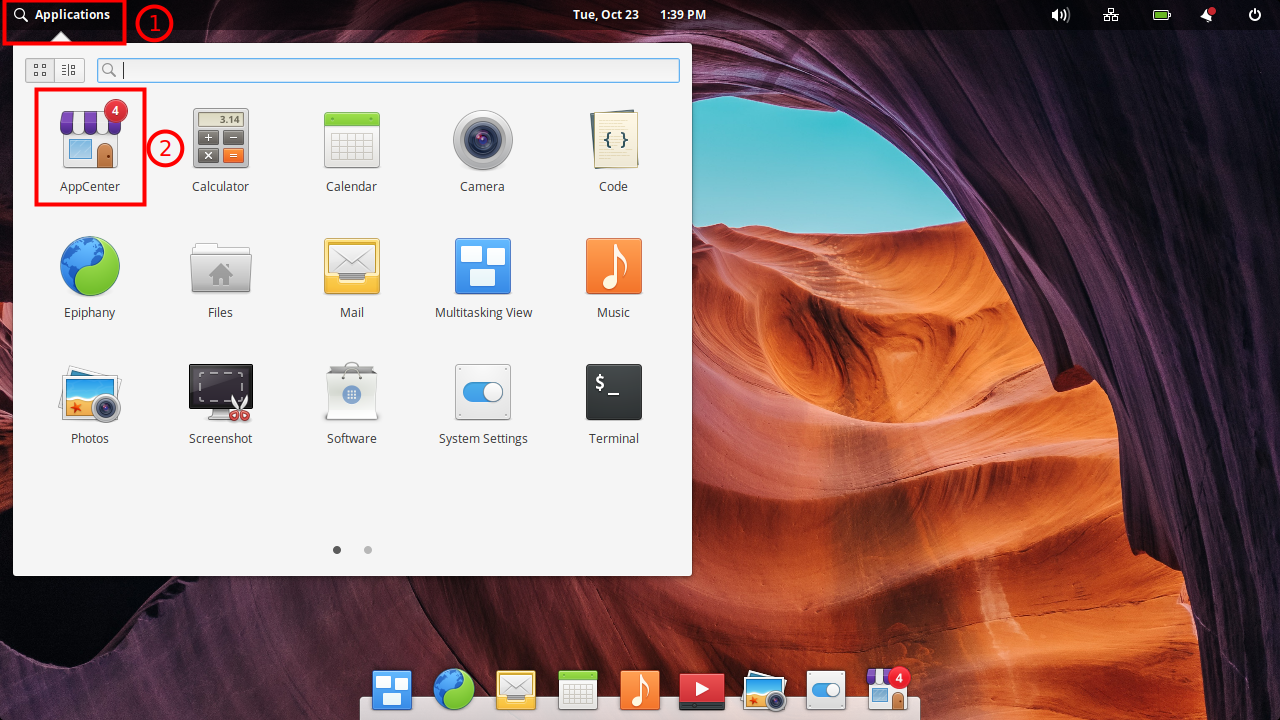 Applications 1 Tue, Oct 23 1:39 PM
4 3.14
2
AppCenter Calculator Calendar Camera Code
Epiphany Files Mail Multitasking View Music
$_
Photos Screenshot Software System Settings Terminal
4